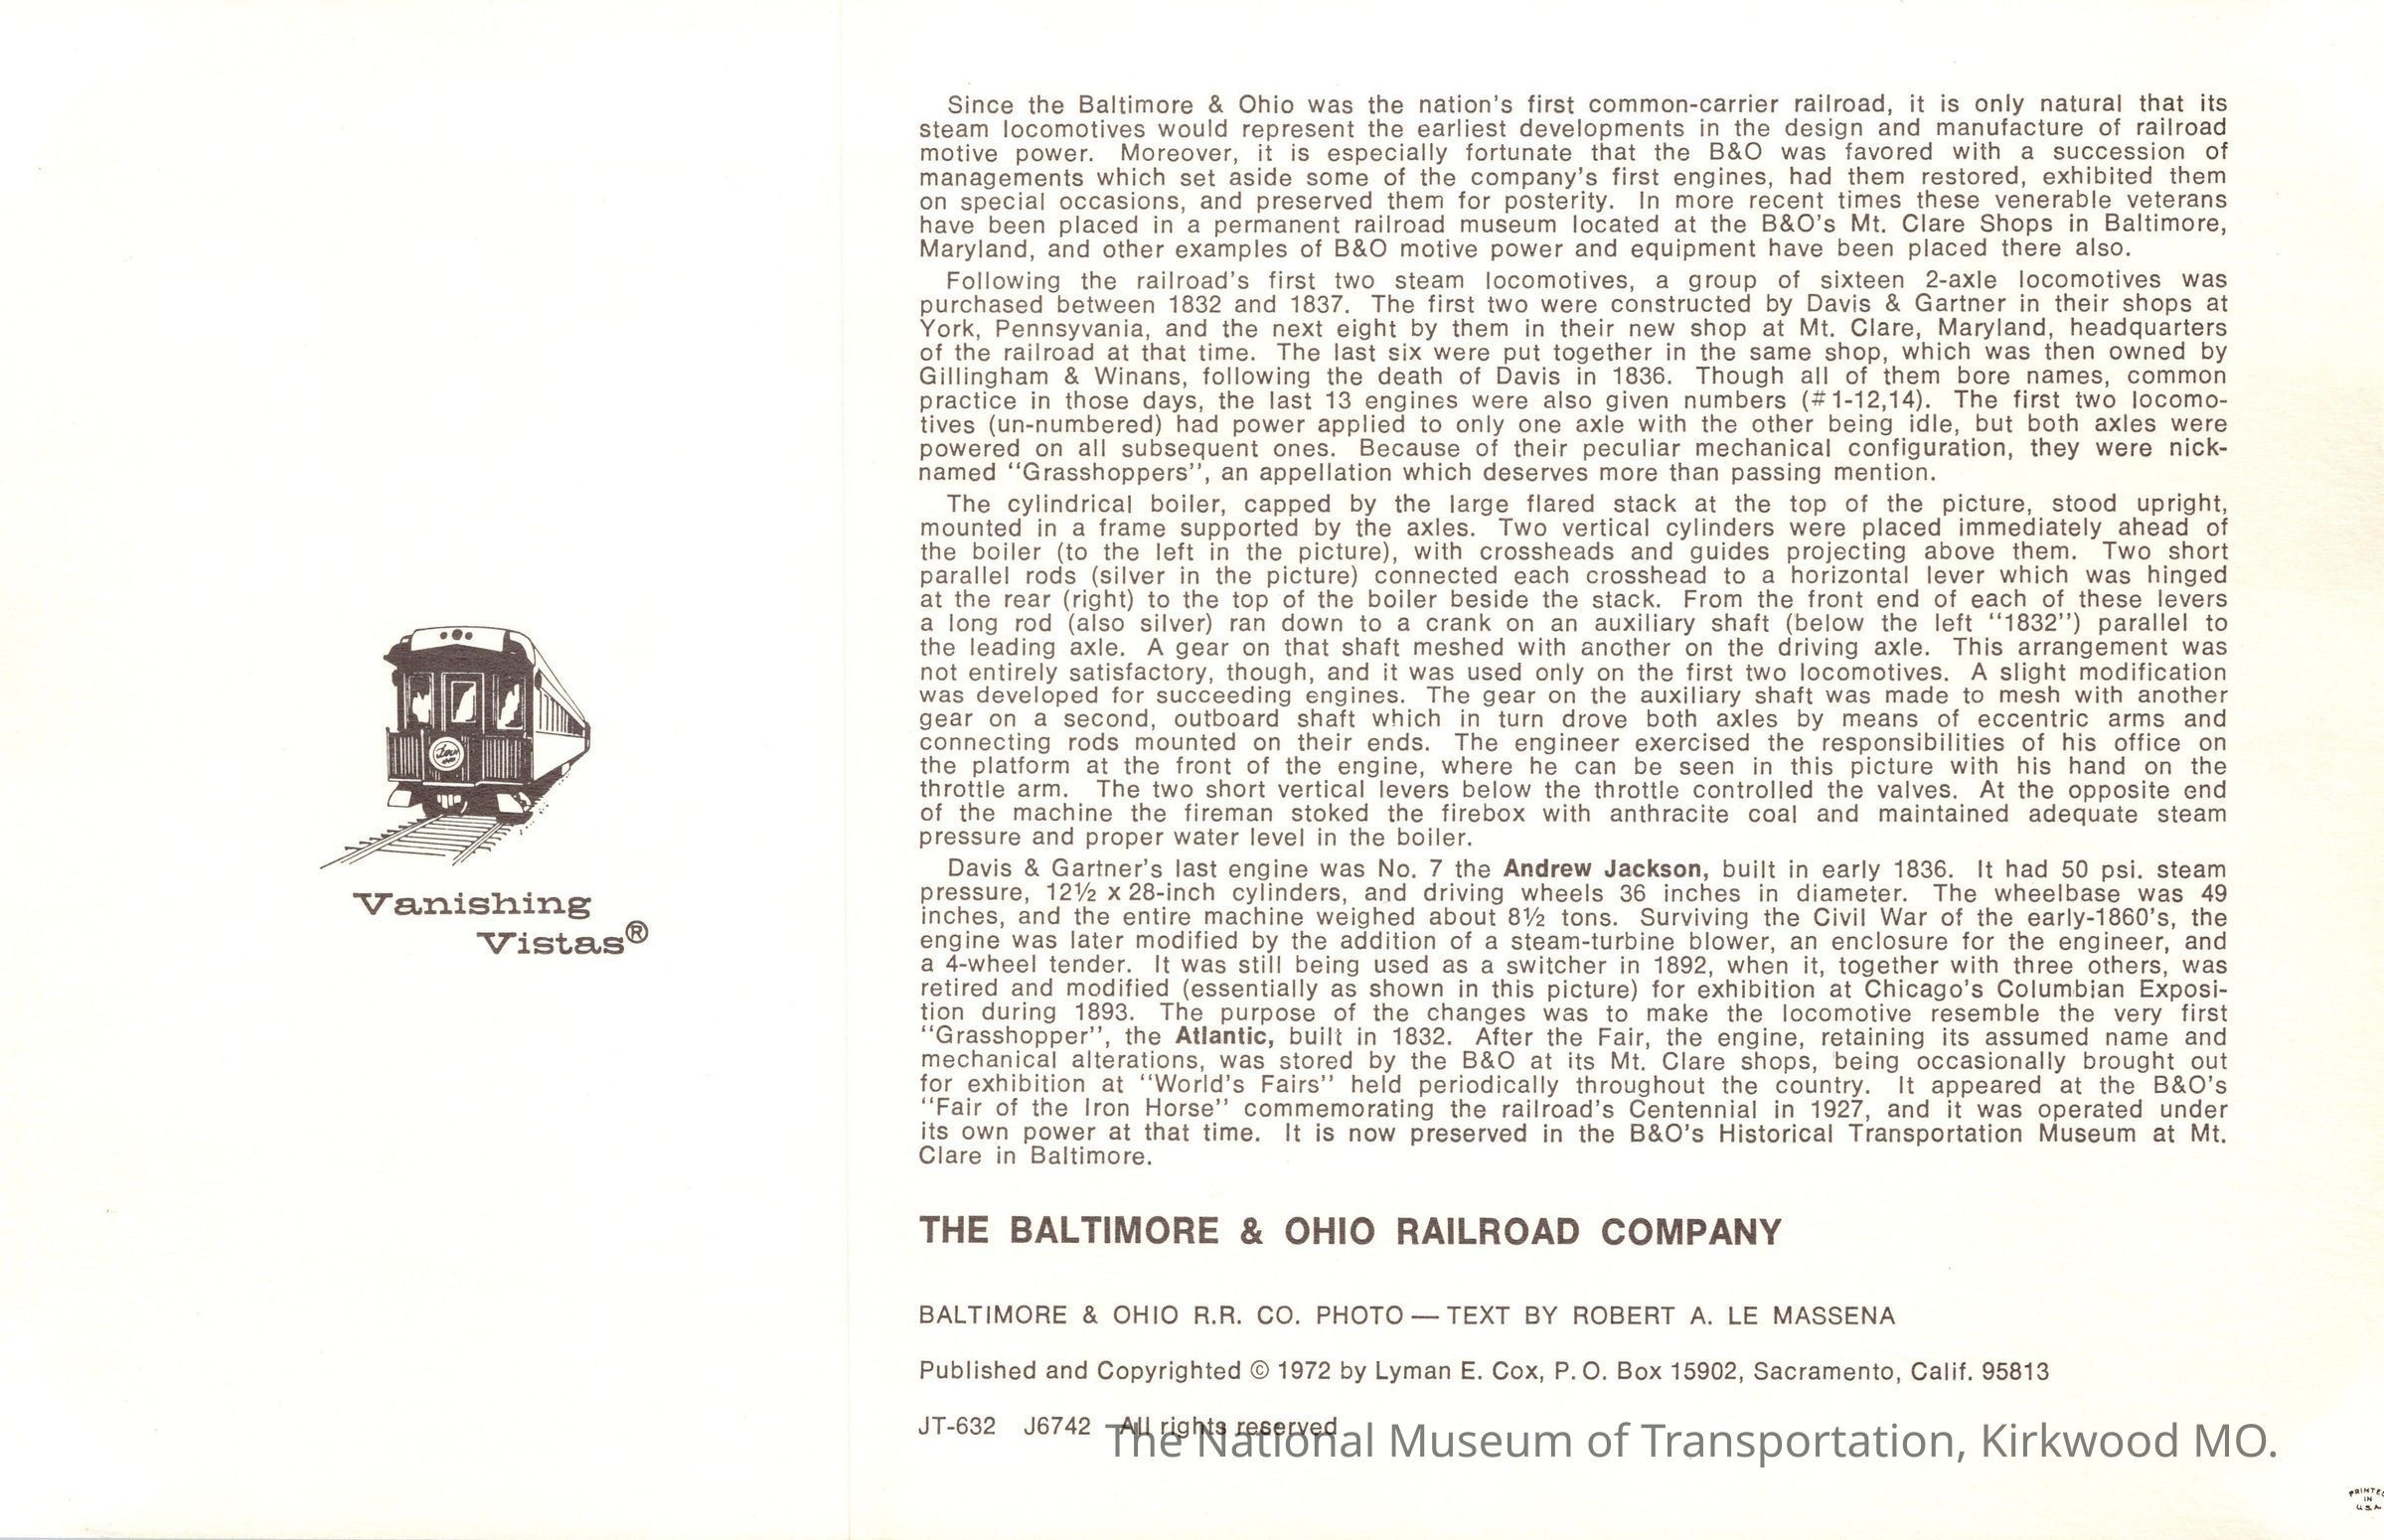 Since the Baltimore & Ohio was the nation's first common-carrier railroad, it is only natural that its
steam locomotives would represent the earliest developments in the design and manufacture of railroad
motive power. Moreover, it is especially fortunate that the B&O was favored with a succession of
managements which set aside some of the company's first engines, had them restored, exhibited them
on special occasions, and preserved them for posterity. In more recent times these venerable veterans
have been placed in a permanent railroad museum located at the B&O's Mt. Clare Shops in Baltimore,
Maryland, and other examples of B&O motive power and equipment have been placed there also.
Following the railroad's first two steam locomotives, a group of sixteen 2-axle locomotives was
purchased between 1832 and 1837. The first two were constructed by Davis & Gartner in their shops at
York, Pennsyvania, and the next eight by them in their new shop at Mt. Clare, Maryland, headquarters
of the railroad at that time. The last six were put together in the same shop, which was then owned by
Gillingham & Winans, following the death of Davis in 1836. Though all of them bore names, common
practice in those days, the last 13 engines were also given numbers (#1-12,14). The first two locomo-
tives (un-numbered) had power applied to only one axle with the other being idle, but both axles were
powered on all subsequent ones. Because of their peculiar mechanical configuration, they were nick-
named "Grasshoppers", an appellation which deserves more than passing mention.
The cylindrical boiler, capped by the large flared stack at the top of the picture, stood upright,
mounted in a frame supported by the axles. Two vertical cylinders were placed immediately ahead of
the boiler (to the left in the picture), with crossheads and guides projecting above them. Two short
parallel rods (silver in the picture) connected each crosshead to a horizontal lever which was hinged
at the rear (right) to the top of the boiler beside the stack. From the front end of each of these levers
a long rod (also silver) ran down to a crank on an auxiliary shaft (below the left "1832") parallel to
the leading axle. A gear on that shaft meshed with another on the driving axle. This arrangement was
not entirely satisfactory, though, and it was used only on the first two locomotives. A slight modification
was developed for succeeding engines. The gear on the auxiliary shaft was made to mesh with another
gear on a second, outboard shaft which in turn drove both axles by means of eccentric arms and
connecting rods mounted on their ends. The engineer exercised the responsibilities of his office on
the platform at the front of the engine, where he can be seen in this picture with his hand on the
throttle arm. The two short vertical levers below the throttle controlled the valves. At the opposite end
of the machine the fireman stoked the firebox with anthracite coal and maintained adequate steam
pressure and proper water level in the boiler.
Davis & Gartner's last engine was No. 7 the Andrew Jackson, built in early 1836. It had 50 psi. steam
pressure, 12½ x 28-inch cylinders, and driving wheels 36 inches in diameter. The wheelbase was 49
inches, and the entire machine weighed about 8½ tons. Surviving the Civil War of the early-1860's, the
engine was later modified by the addition of a steam-turbine blower, an enclosure for the engineer, and
a 4-wheel tender. It was still being used as a switcher in 1892, when it, together with three others, was
retired and modified (essentially as shown in this picture) for exhibition at Chicago's Columbian Exposi-
tion during 1893. The purpose of the changes was to make the locomotive resemble the very first
"Grasshopper", the Atlantic, built in 1832. After the Fair, the engine, retaining its assumed name and
mechanical alterations, was stored by the B&O at its Mt. Clare shops, being occasionally brought out
for exhibition at "World's Fairs" held periodically throughout the country. It appeared at the B&O's
"Fair of the Iron Horse" commemorating the railroad's Centennial in 1927, and it was operated under
its own power at that time. It is now preserved in the B&O's Historical Transportation Museum at Mt.
Clare in Baltimore.
Vanishing
Vistas®
THE BALTIMORE & OHIO RAILROAD COMPANY
BALTIMORE & OHIO R.R. CO. PHOTO — TEXT BY ROBERT A. LE MASSENA
Published and Copyrighted © 1972 by Lyman E. Cox, P. O. Box 15902, Sacramento, Calif. 95813
JT-632 J6742 All rights reserved
The National Museum of Transportation, Kirkwood MO.
PRINTED
IN
U.S.A.